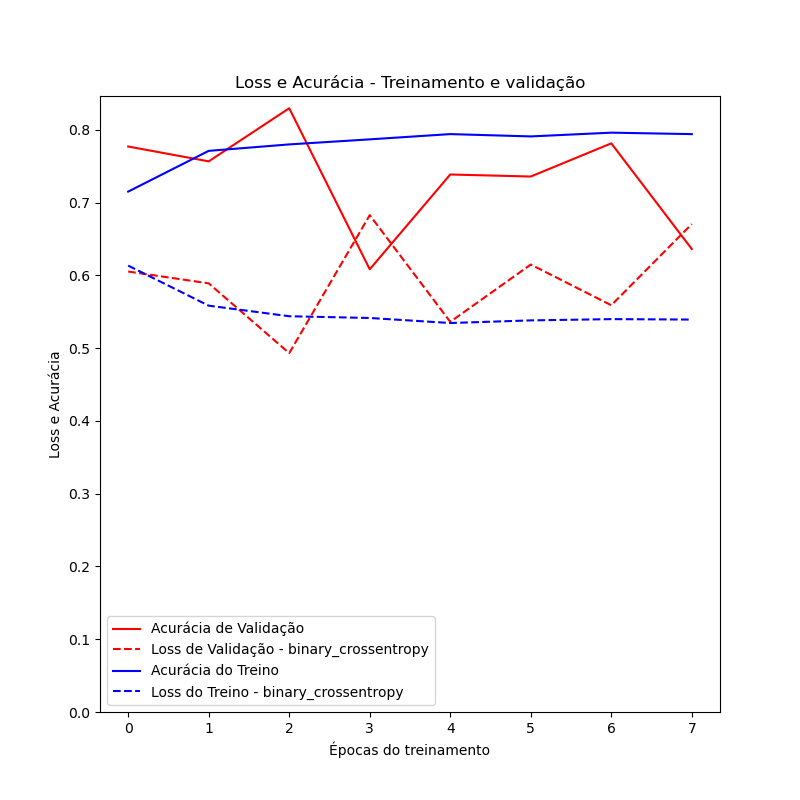 Loss e Acurácia - Treinamento e validação
Loss e Acurácia
0.8
0.7
0.6
0.5
0.4
0.3
0.2
0.1
0.0
Acurácia de Validação
Loss de Validação - binary_crossentropy
Acurácia do Treino
Loss do Treino - binary_crossentropy
0 1 2 3 4 5 6 7
Épocas do treinamento